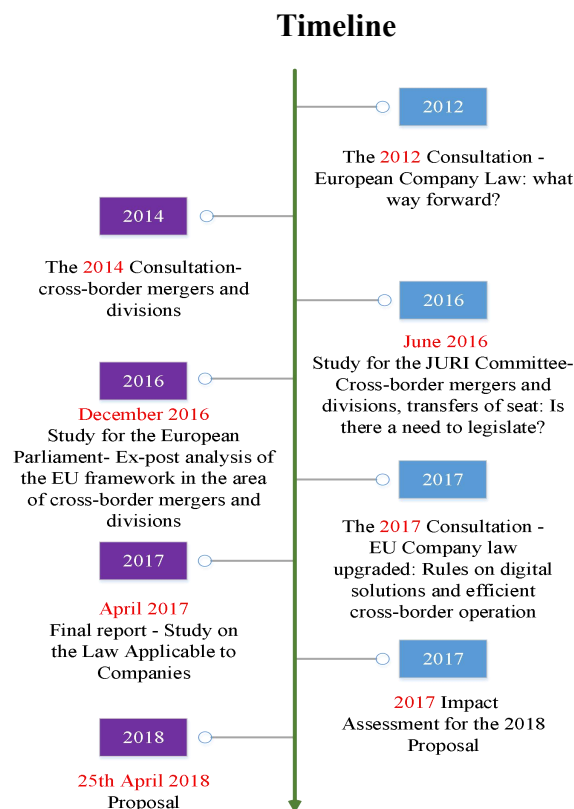 Timeline
2012
The 2012 Consultation -
European Company Law: what
way forward?
2014
The 2014 Consultation-
cross-border mergers and
divisions
2016
June 2016
Study for the JURI Committee-
Cross-border mergers and
divisions, transfers of seat: Is
there a need to legislate?
2016
December 2016
Study for the European
Parliament- Ex-post analysis of
the EU framework in the area
of cross-border mergers and
divisions
2017
The 2017 Consultation -
EU Company law
upgraded: Rules on digital
solutions and efficient
cross-border operation
2017
April 2017
Final report - Study on
the Law Applicable to
Companies
2017
2017 Impact
Assessment for the 2018
Proposal
2018
25th April 2018
Proposal